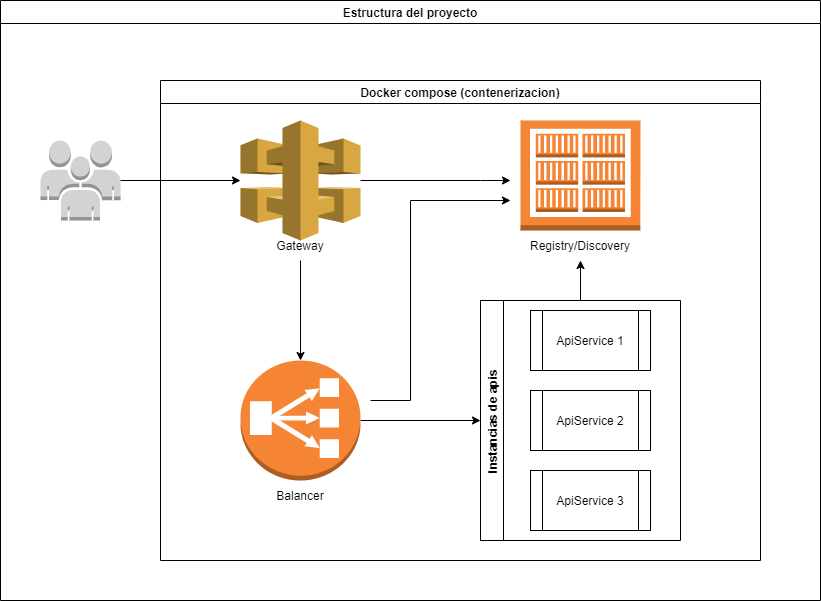 Estructura del proyecto
Docker compose (contenerizacion)
Gateway
Registry/Discovery
Balancer
Instancias de apis
ApiService 1
ApiService 2
ApiService 3